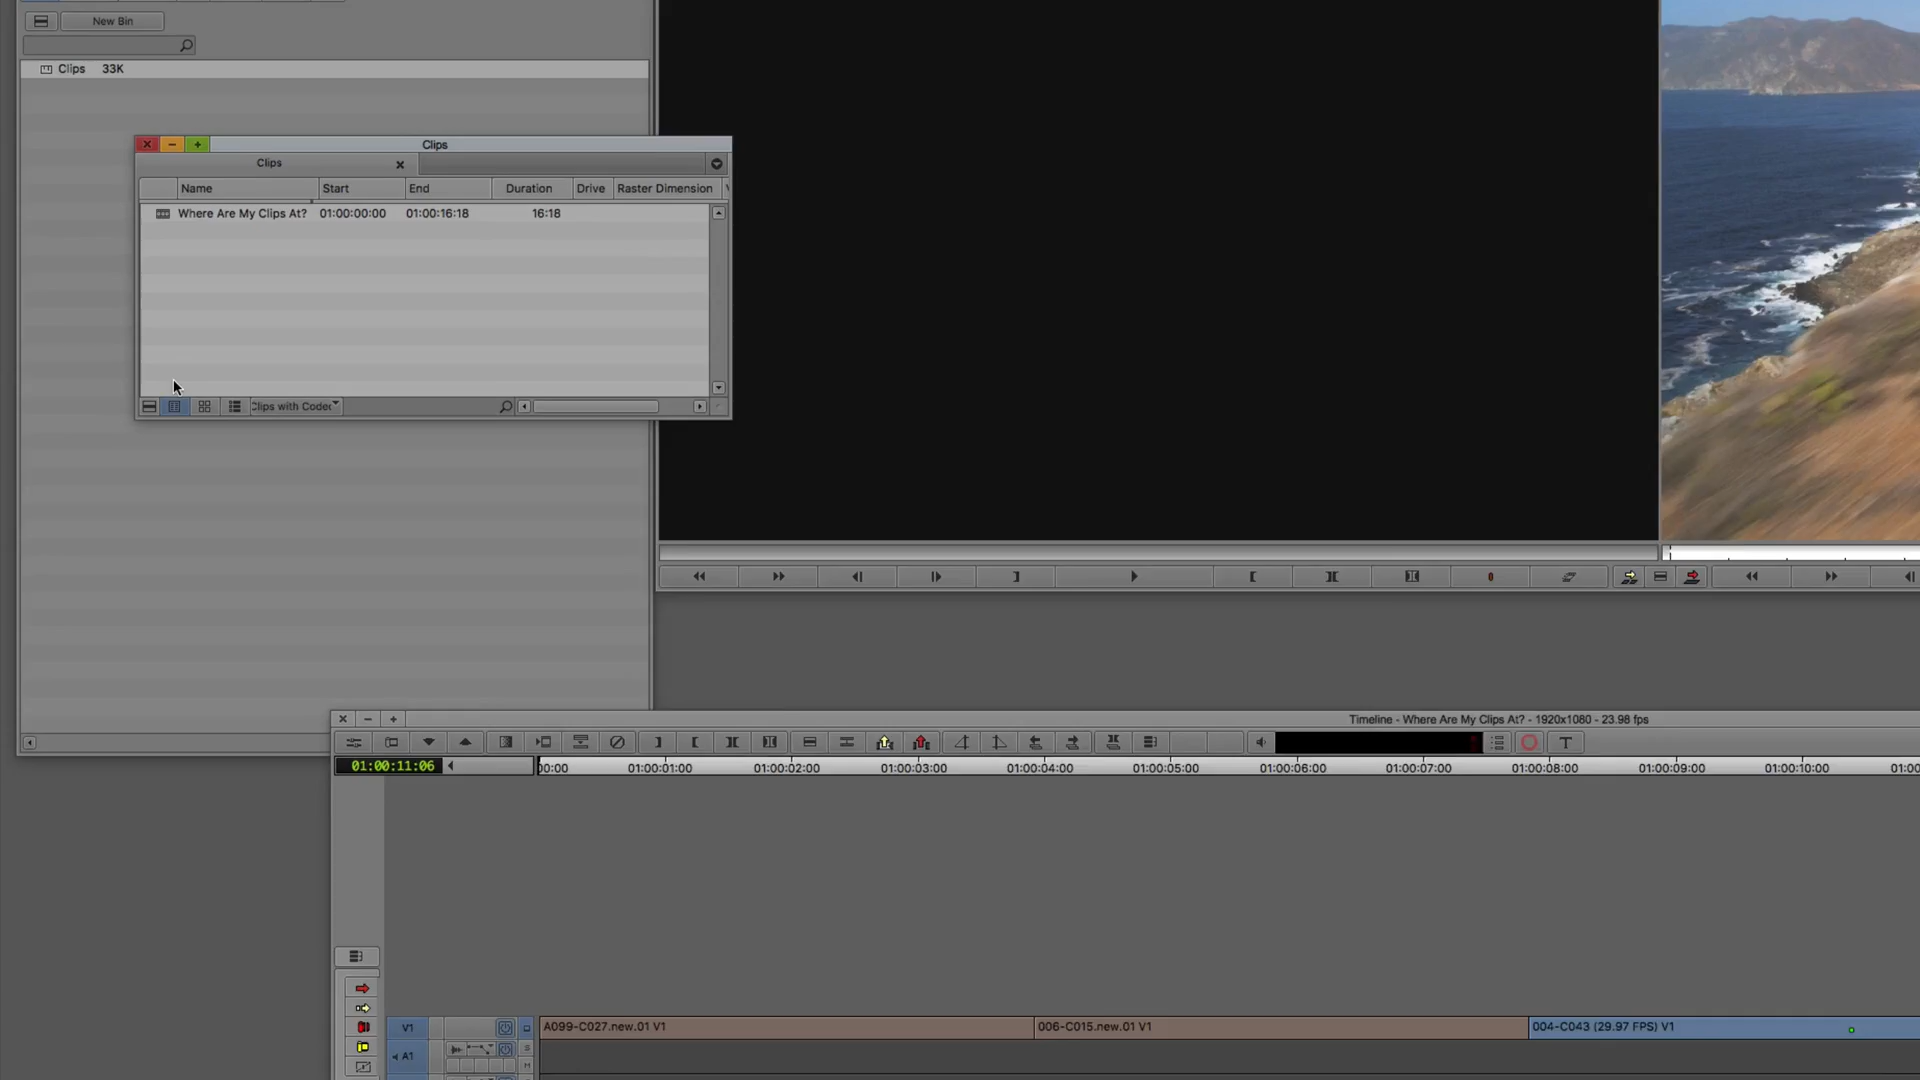 New Bin
Clips 33K
Clips
Clips
Name Start End Duration Drive Raster Dimension
Where Are My Clips At? 01:00:00:00 01:00:16:18 16:18
Clips with Codec
Timeline - Where Are My Clips At? - 1920x1080 - 23.98 fps
01:00:11:06
00:00 01:00:01:00 01:00:02:00 01:00:03:00 01:00:04:00 01:00:05:00 01:00:06:00 01:00:07:00 01:00:08:00 01:00:09:00 01:00:10:00 01:00
V1 A099-C027.new.01 V1 006-C015.new.01 V1 004-C043 (29.97 FPS) V1
A1